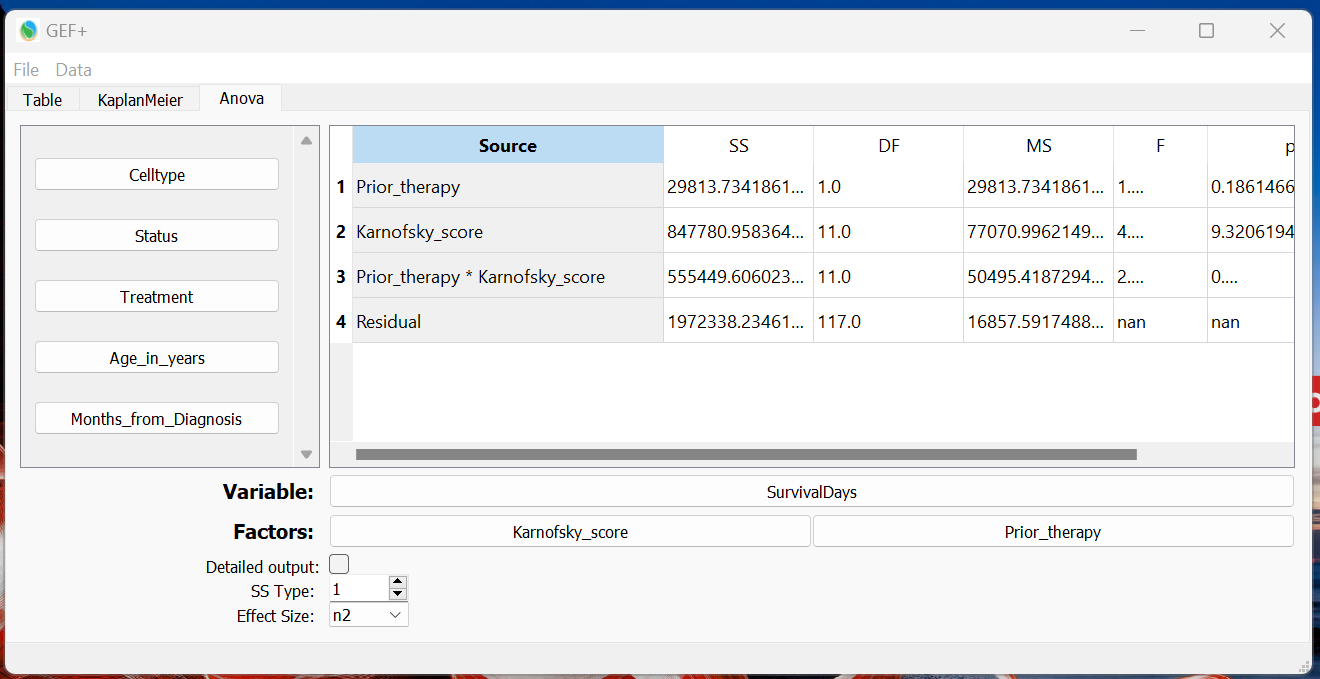 GEF+
File Data
Table KaplanMeier Anova
Source SS DF MS F p
1 Prior_therapy 29813.7341861... 1.0 29813.7341861... 1.... 0.1861466
2 Karnofsky_score 847780.958364... 11.0 77070.9962149... 4.... 9.3206194
3 Prior_therapy * Karnofsky_score 555449.606023... 11.0 50495.4187294... 2.... 0....
4 Residual 1972338.23461... 117.0 16857.5917488... nan nan
Celltype
Status
Treatment
Age_in_years
Months_from_Diagnosis
Variable: SurvivalDays
Factors: Karnofsky_score Prior_therapy
Detailed output:
SS Type: 1
Effect Size: n2